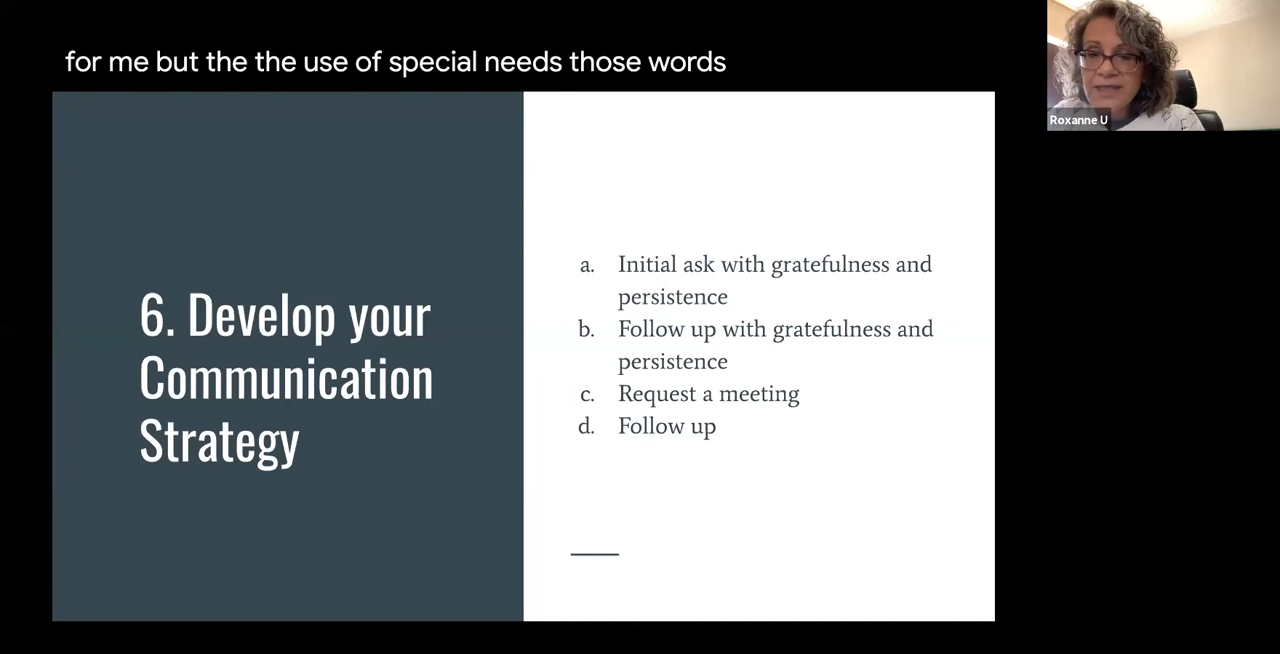 for me but the the use of special needs those words
Roxanne U
6. Develop your
Communication
Strategy
a. Initial ask with gratefulness and
persistence
b. Follow up with gratefulness and
persistence
c. Request a meeting
d. Follow up